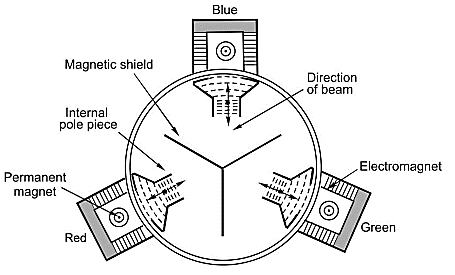 Blue
Magnetic shield
Direction
of beam
Internal
pole piece
Electromagnet
Permanent
magnet
Red
Green